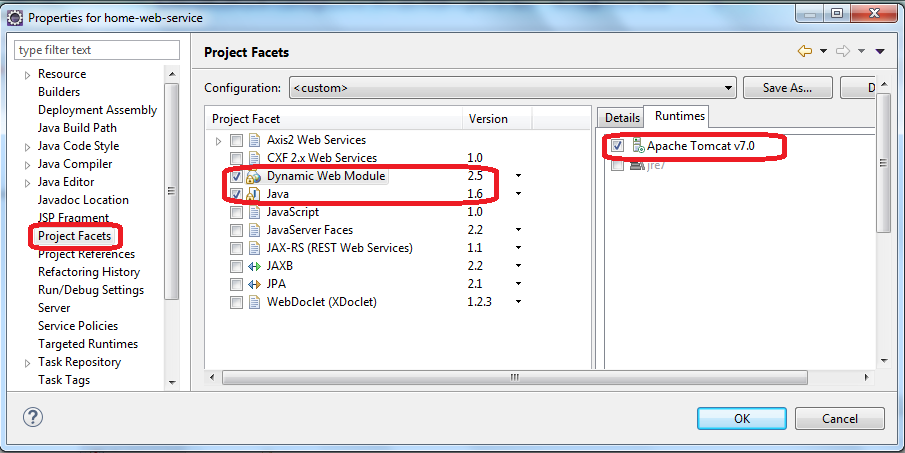 Properties for home-web-service
type filter text
Resource
Builders
Deployment Assembly
Java Build Path
Java Code Style
Java Compiler
Java Editor
Javadoc Location
JSP Fragment
Project Facets
Project References
Refactoring History
Run/Debug Settings
Server
Service Policies
Targeted Runtimes
Task Repository
Task Tags
Project Facets
Configuration: <custom> Save As... D
Project Facet Version
Axis2 Web Services
CXF 2.x Web Services 1.0
Dynamic Web Module 2.5
Java 1.6
JavaScript 1.0
JavaServer Faces 2.2
JAX-RS (REST Web Services) 1.1
JAXB 2.2
JPA 2.1
WebDoclet (XDoclet) 1.2.3
Details Runtimes
Apache Tomcat v7.0
jre7
? OK Cancel